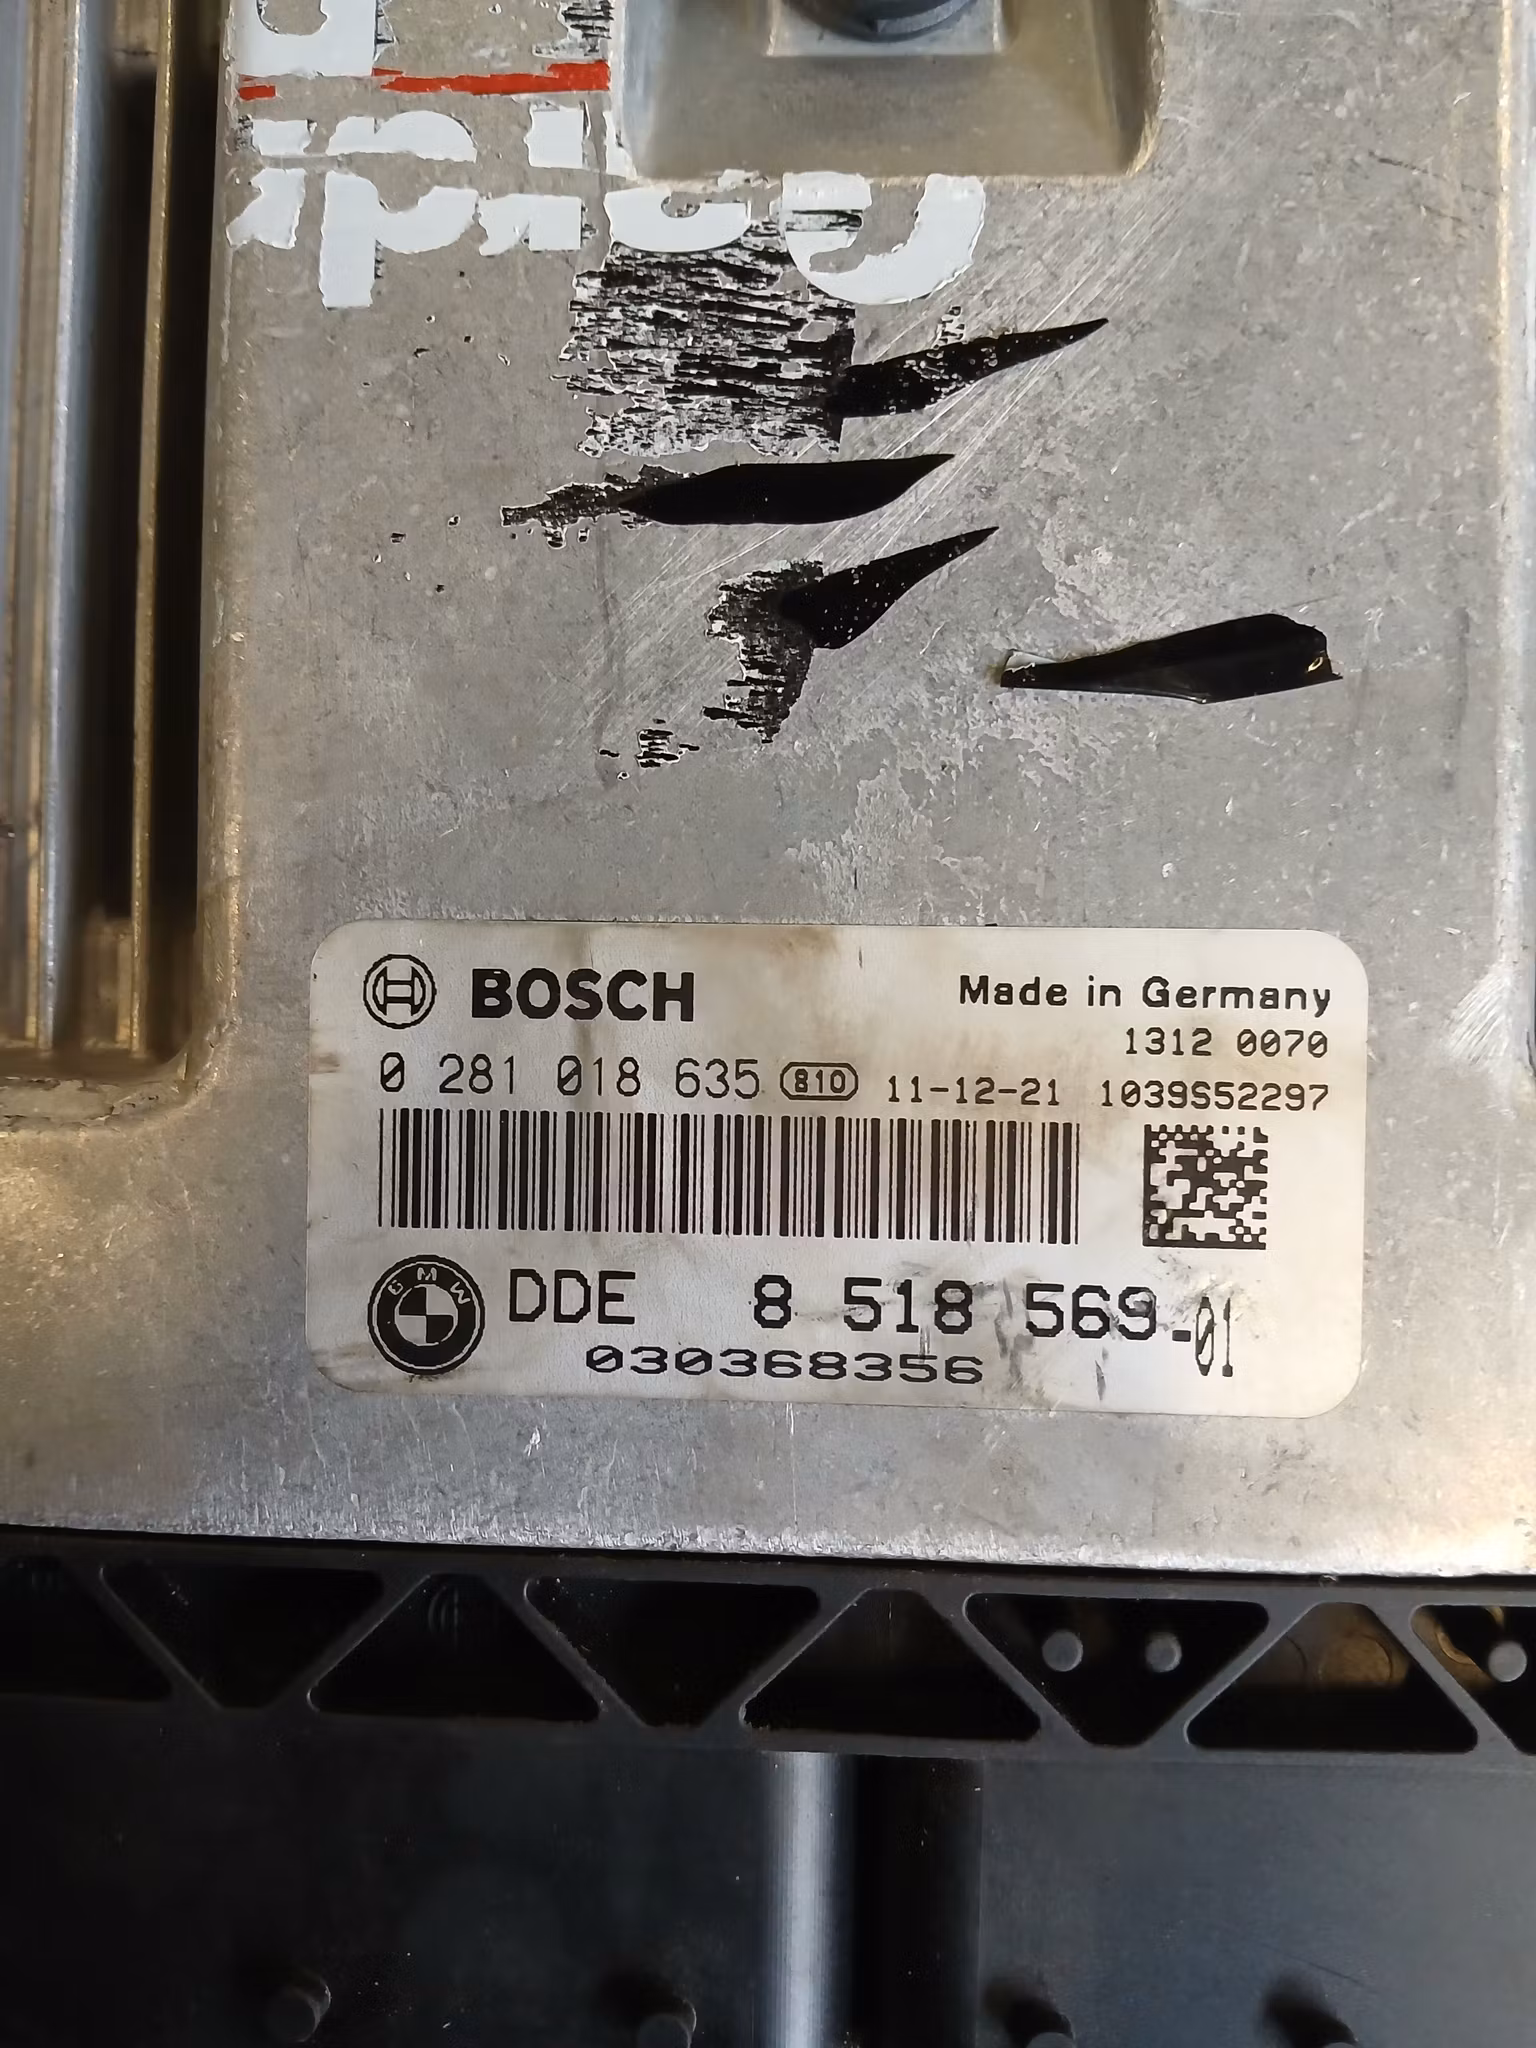 BOSCH
Made in Germany
1312 0070
0 281 018 635 810 11-12-21 1039S52297
BMW
DDE 8 518 569-01
030368356